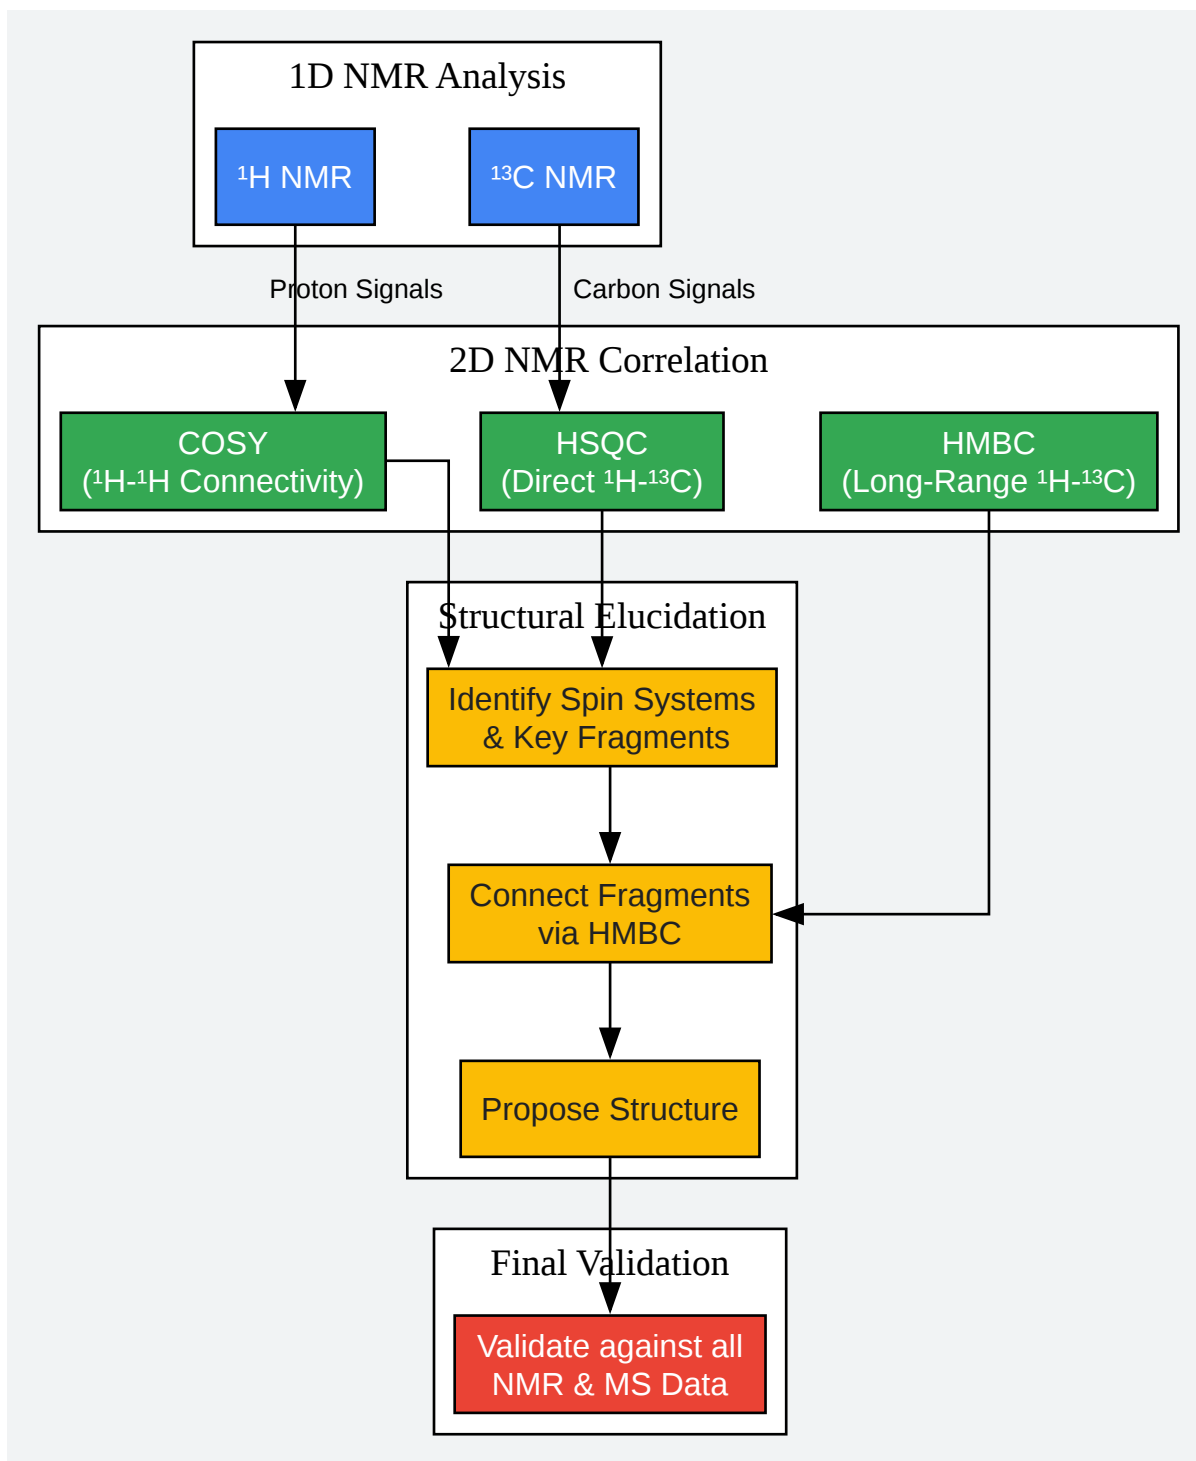 1D NMR Analysis
¹H NMR
¹³C NMR
Proton Signals
Carbon Signals
2D NMR Correlation
COSY
(¹H-¹H Connectivity)
HSQC
(Direct ¹H-¹³C)
HMBC
(Long-Range ¹H-¹³C)
Structural Elucidation
Identify Spin Systems
& Key Fragments
Connect Fragments
via HMBC
Propose Structure
Final Validation
Validate against all
NMR & MS Data